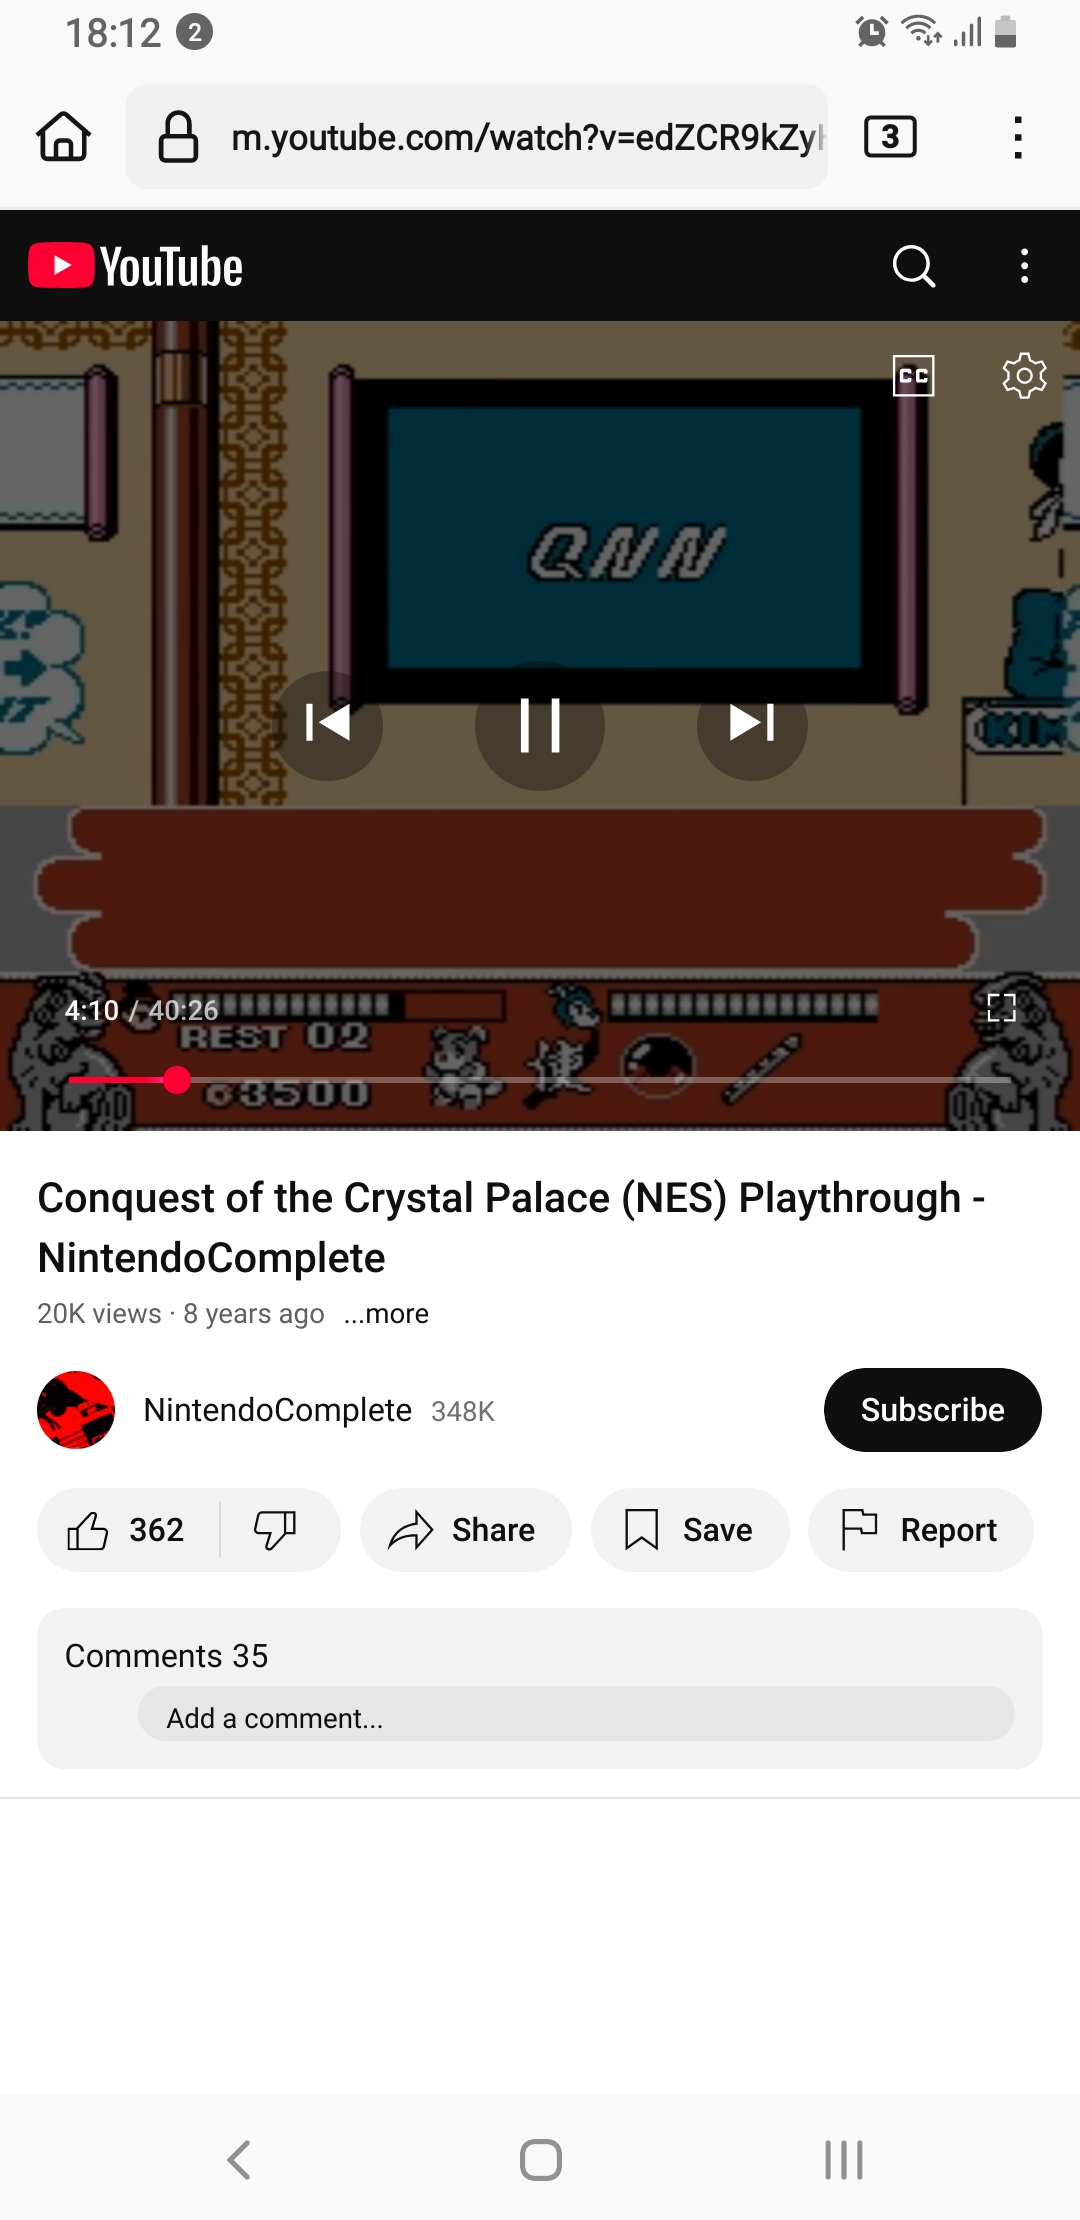 18:12 2
m.youtube.com/watch?v=edZCR9kZy
3
YouTube
CC
QNN
KIM
4:10 / 40:26
REST 02
63500
Conquest of the Crystal Palace (NES) Playthrough -
NintendoComplete
20K views · 8 years ago ...more
NintendoComplete 348K
Subscribe
362
Share
Save
Report
Comments 35
Add a comment...